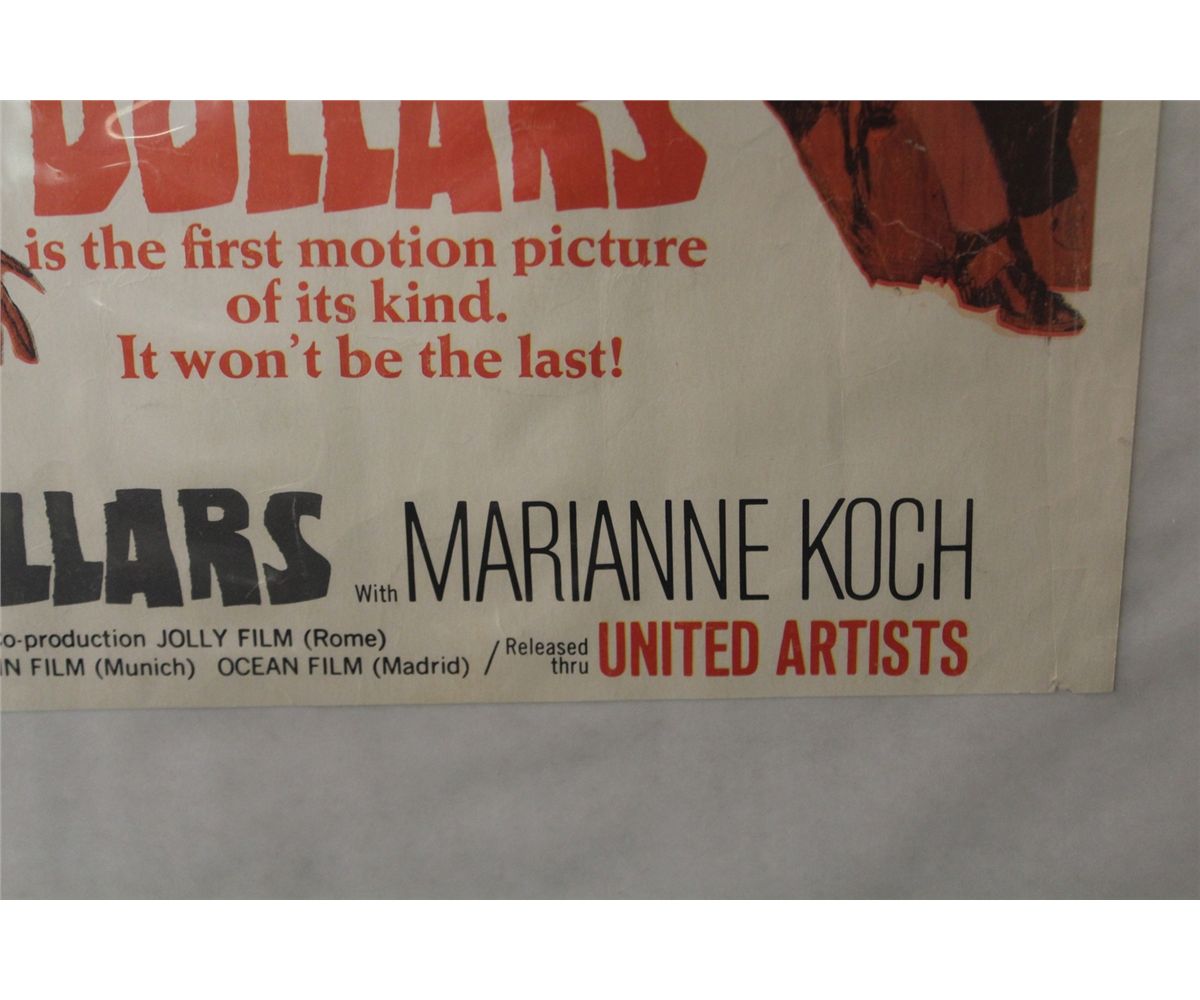 DOLLARS
is the first motion picture
of its kind.
It won't be the last!
LLARS With MARIANNE KOCH
o-production JOLLY FILM (Rome)
IN FILM (Munich) OCEAN FILM (Madrid) / Released thru UNITED ARTISTS